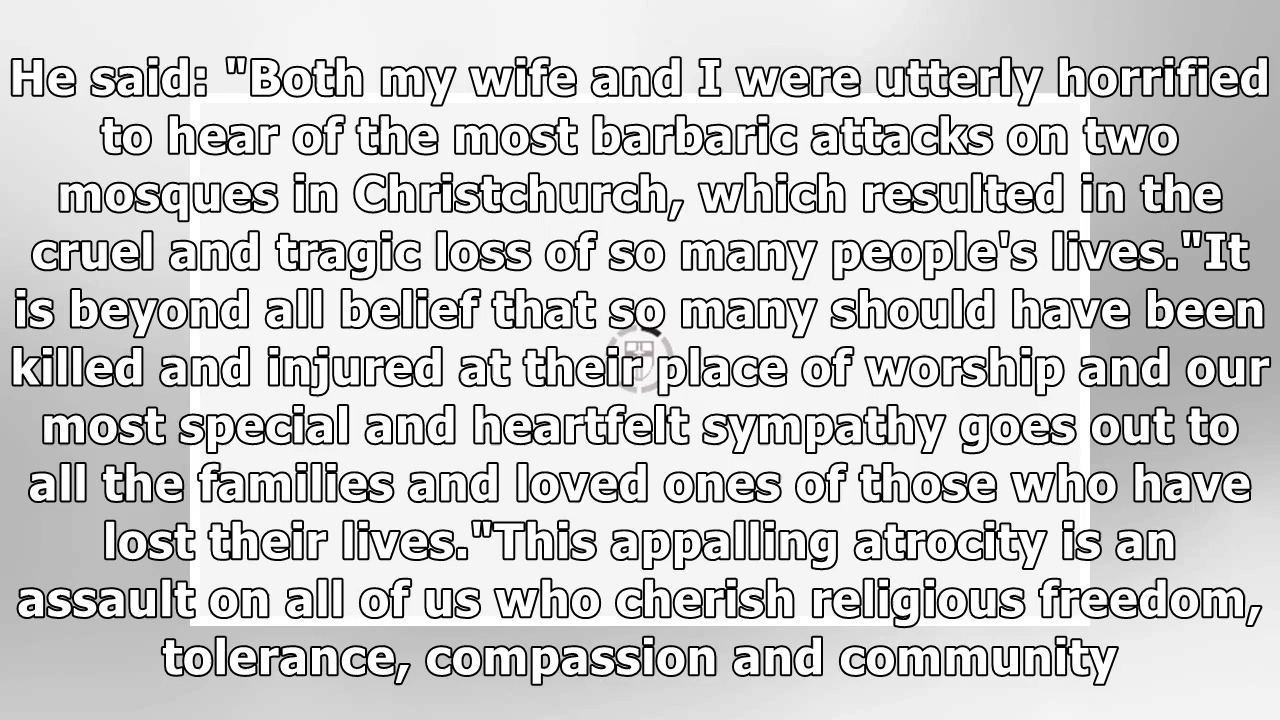 He said: "Both my wife and I were utterly horrified
to hear of the most barbaric attacks on two
mosques in Christchurch, which resulted in the
cruel and tragic loss of so many people's lives."It
is beyond all belief that so many should have been
killed and injured at their place of worship and our
most special and heartfelt sympathy goes out to
all the families and loved ones of those who have
lost their lives."This appalling atrocity is an
assault on all of us who cherish religious freedom,
tolerance, compassion and community